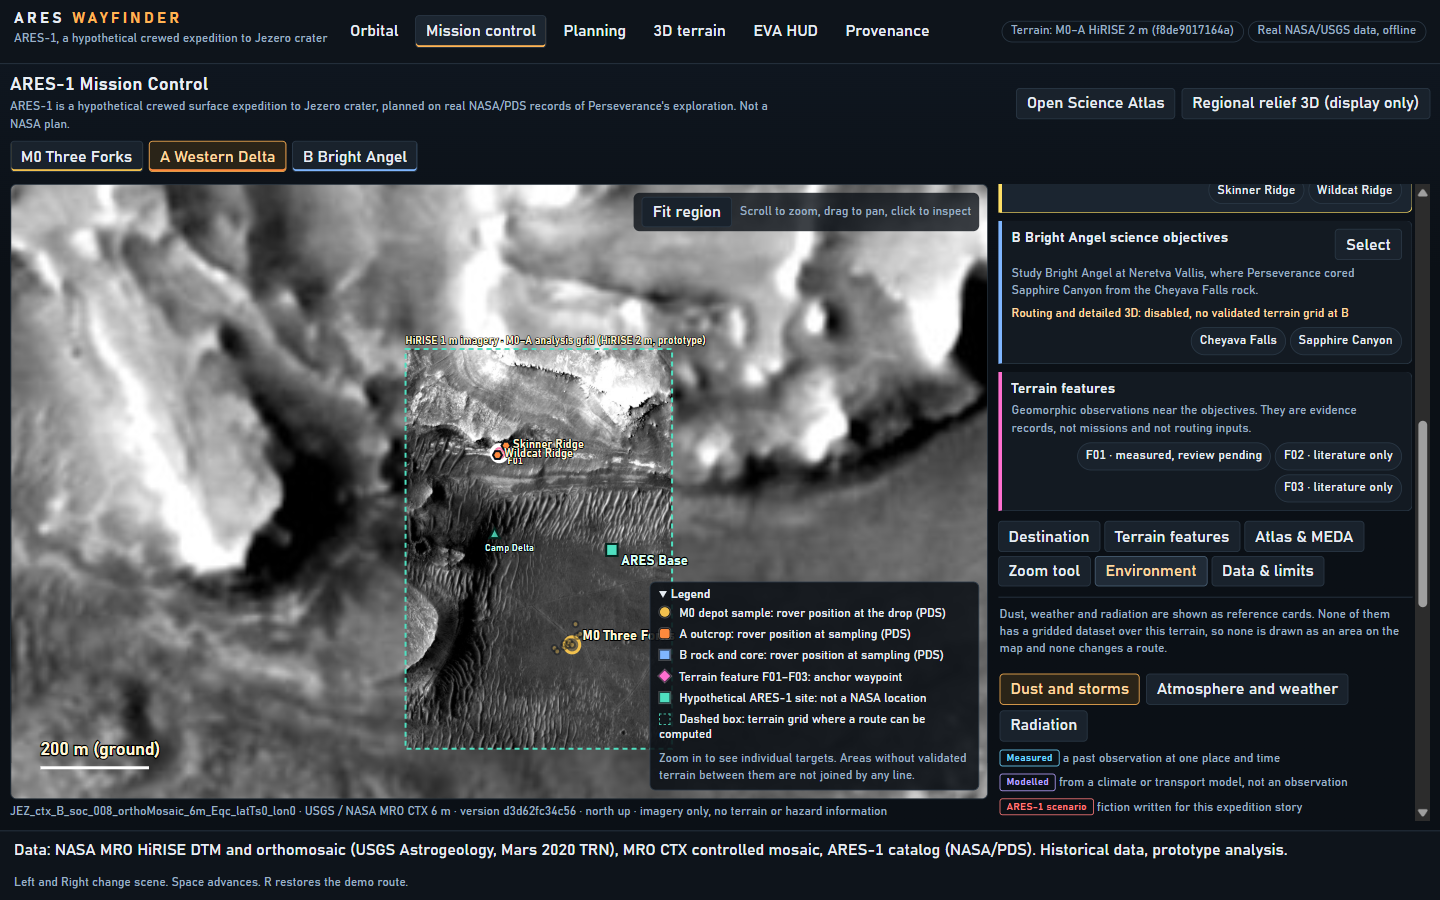 ARES WAYFINDER
ARES-1, a hypothetical crewed expedition to Jezero crater
Orbital
Mission control
Planning
3D terrain
EVA HUD
Provenance
Terrain: M0-A HiRISE 2 m (f8de9017164a)
Real NASA/USGS data, offline
ARES-1 Mission Control
ARES-1 is a hypothetical crewed surface expedition to Jezero crater, planned on real NASA/PDS records of Perseverance's exploration. Not a
NASA plan.
Open Science Atlas
Regional relief 3D (display only)
M0 Three Forks
A Western Delta
B Bright Angel
Fit region
Scroll to zoom, drag to pan, click to inspect
HiRISE 1 m imagery · M0-A analysis grid (HiRISE 2 m, prototype)
Skinner Ridge
Wildcat Ridge
F01
Camp Delta
ARES Base
M0 Three
▼ Legend
M0 depot sample: rover position at the drop (PDS)
A outcrop: rover position at sampling (PDS)
B rock and core: rover position at sampling (PDS)
Terrain feature F01-F03: anchor waypoint
Hypothetical ARES-1 site: not a NASA location
Dashed box: terrain grid where a route can be
computed
Zoom in to see individual targets. Areas without validated
terrain between them are not joined by any line.
200 m (ground)
JEZ_ctx_B_soc_008_orthoMosaic_6m_Eqc_latTs0_lon0 · USGS / NASA MRO CTX 6 m · version d3d62fc34c56 · north up · imagery only, no terrain or hazard information
Skinner Ridge
Wildcat Ridge
B Bright Angel science objectives
Select
Study Bright Angel at Neretva Vallis, where Perseverance cored
Sapphire Canyon from the Cheyava Falls rock.
Routing and detailed 3D: disabled, no validated terrain grid at B
Cheyava Falls
Sapphire Canyon
Terrain features
Geomorphic observations near the objectives. They are evidence
records, not missions and not routing inputs.
F01 · measured, review pending
F02 · literature only
F03 · literature only
Destination
Terrain features
Atlas & MEDA
Zoom tool
Environment
Data & limits
Dust, weather and radiation are shown as reference cards. None of them
has a gridded dataset over this terrain, so none is drawn as an area on the
map and none changes a route.
Dust and storms
Atmosphere and weather
Radiation
Measured a past observation at one place and time
Modelled from a climate or transport model, not an observation
ARES-1 scenario fiction written for this expedition story
Data: NASA MRO HiRISE DTM and orthomosaic (USGS Astrogeology, Mars 2020 TRN), MRO CTX controlled mosaic, ARES-1 catalog (NASA/PDS). Historical data, prototype analysis.
Left and Right change scene. Space advances. R restores the demo route.